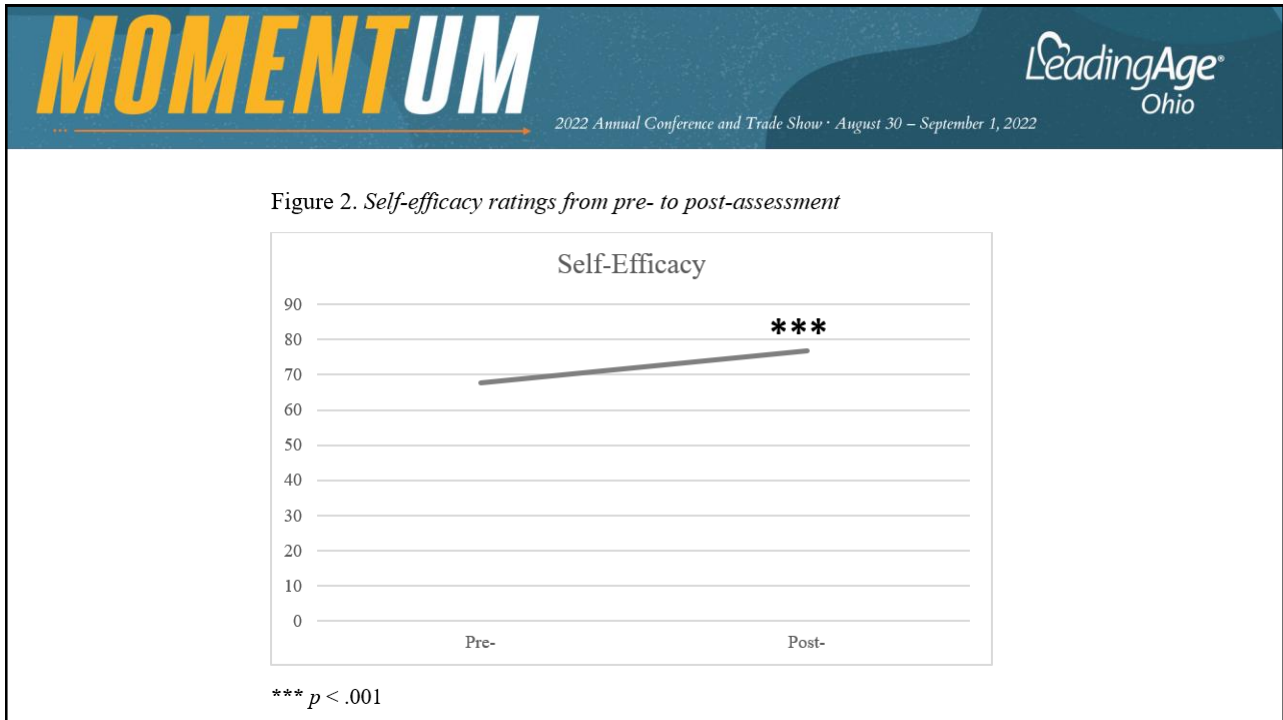 MOMENTUM
LeadingAge®
Ohio
2022 Annual Conference and Trade Show · August 30 – September 1, 2022
Figure 2. Self-efficacy ratings from pre- to post-assessment
Self-Efficacy
90
***
80
70
60
50
40
30
20
10
0
Pre- Post-
*** p < .001